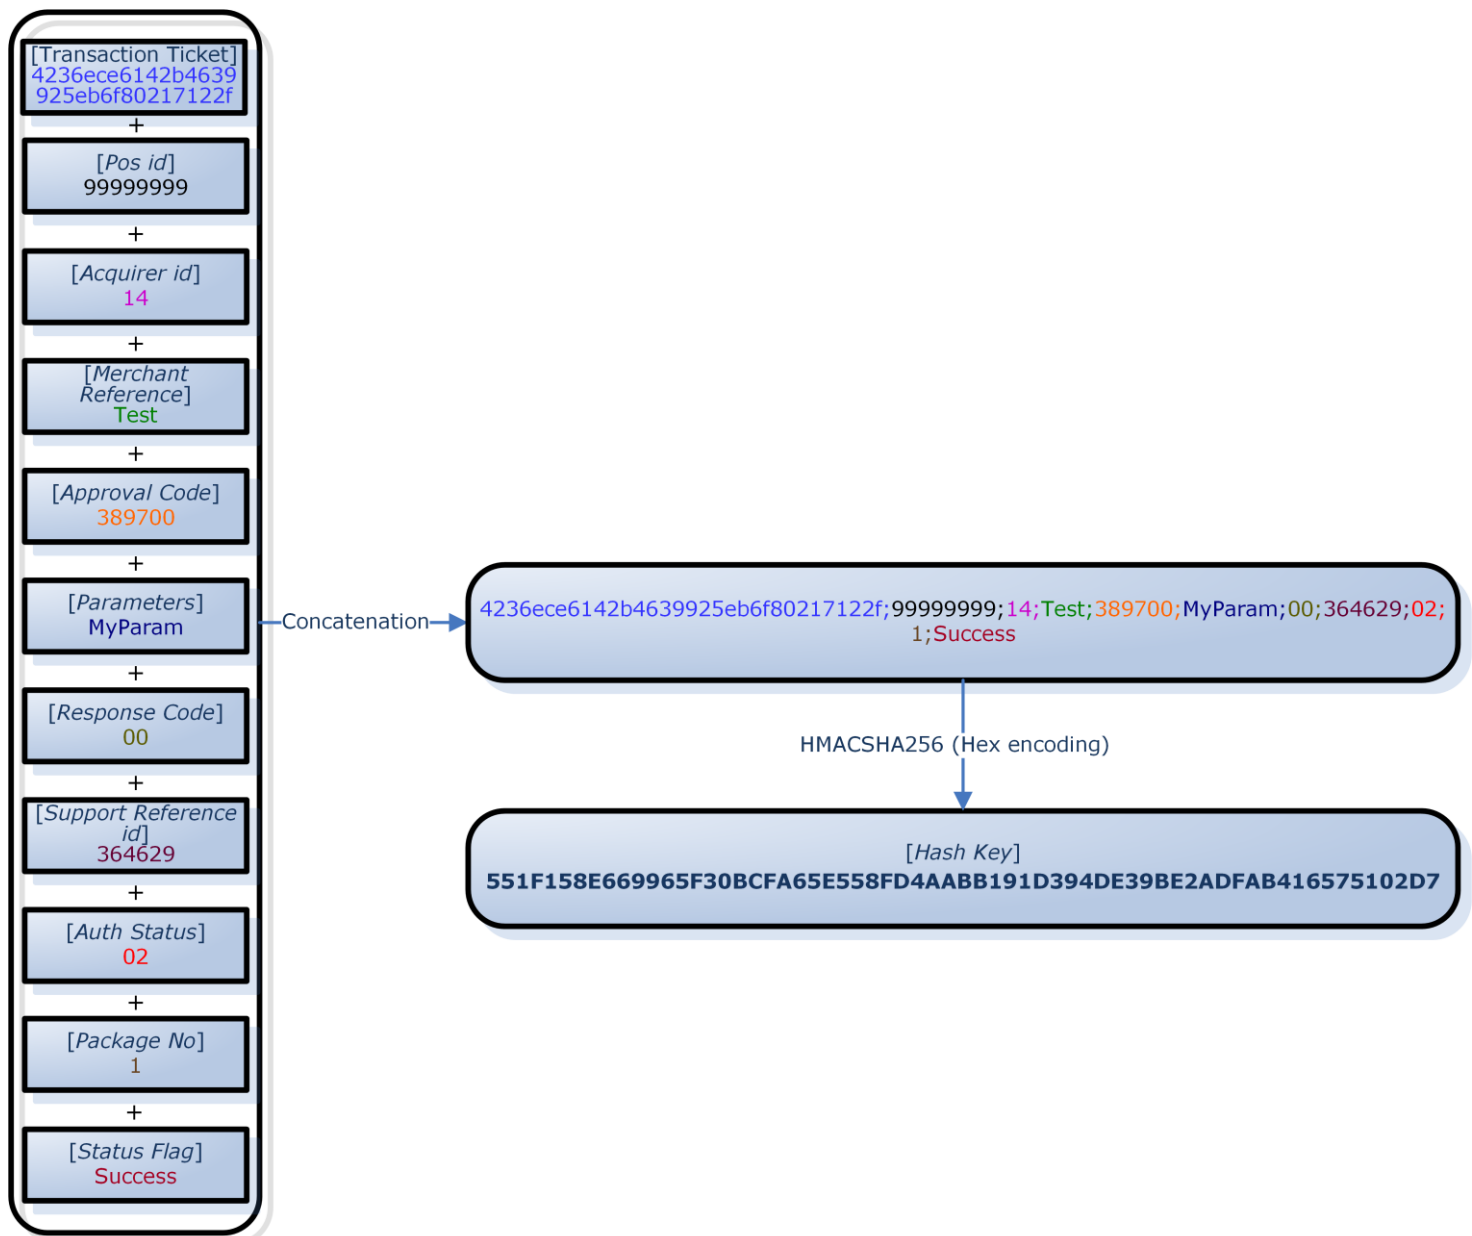 [Transaction Ticket]
4236ece6142b4639
925eb6f80217122f
+
[Pos id]
99999999
+
[Acquirer id]
14
+
[Merchant
Reference]
Test
+
[Approval Code]
389700
+
[Parameters]
MyParam
+
[Response Code]
00
+
[Support Reference
id]
364629
+
[Auth Status]
02
+
[Package No]
1
+
[Status Flag]
Success
Concatenation
4236ece6142b4639925eb6f80217122f;99999999;14;Test;389700;MyParam;00;364629;02;
1;Success
HMACSHA256 (Hex encoding)
[Hash Key]
551F158E669965F30BCFA65E558FD4AABB191D394DE39BE2ADFAB416575102D7